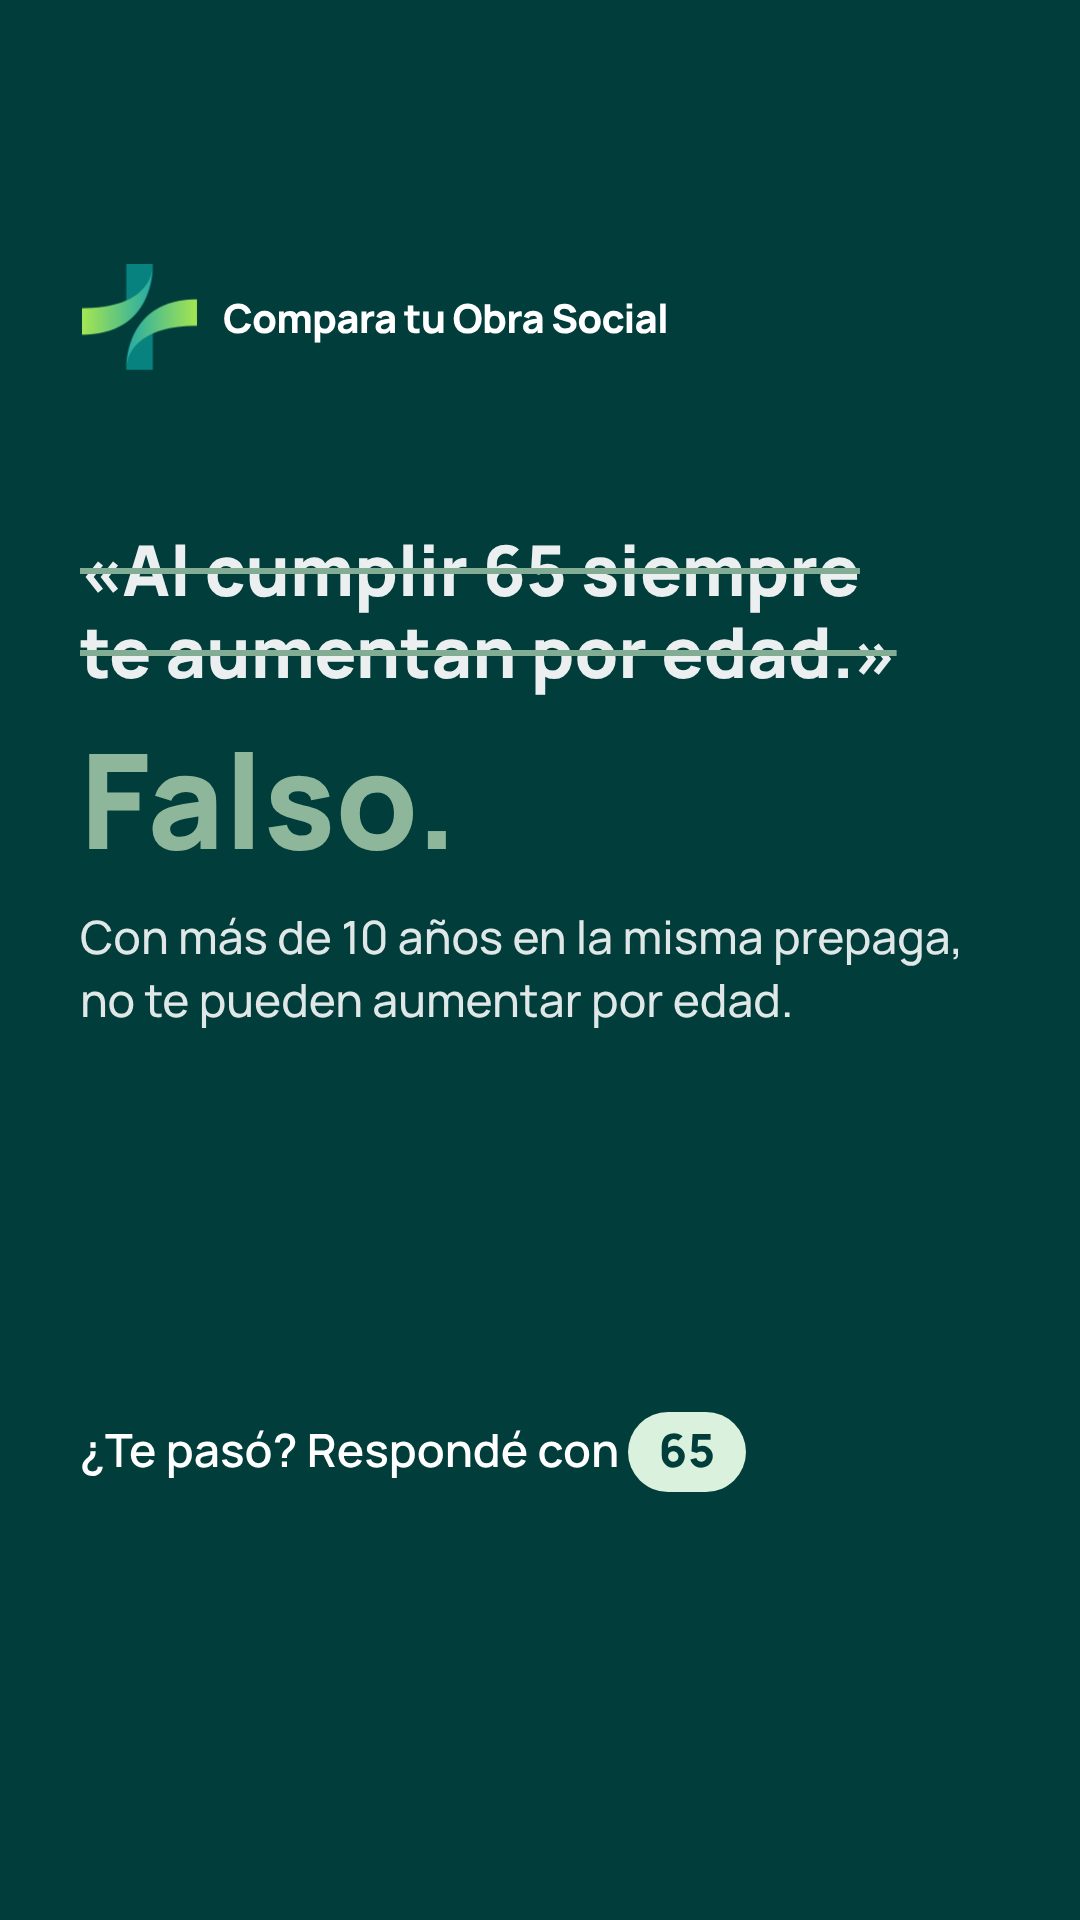 Compara tu Obra Social
«Al cumplir 65 siempre
te aumentan por edad.»
Falso.
Con más de 10 años en la misma prepaga,
no te pueden aumentar por edad.
¿Te pasó? Respondé con 65